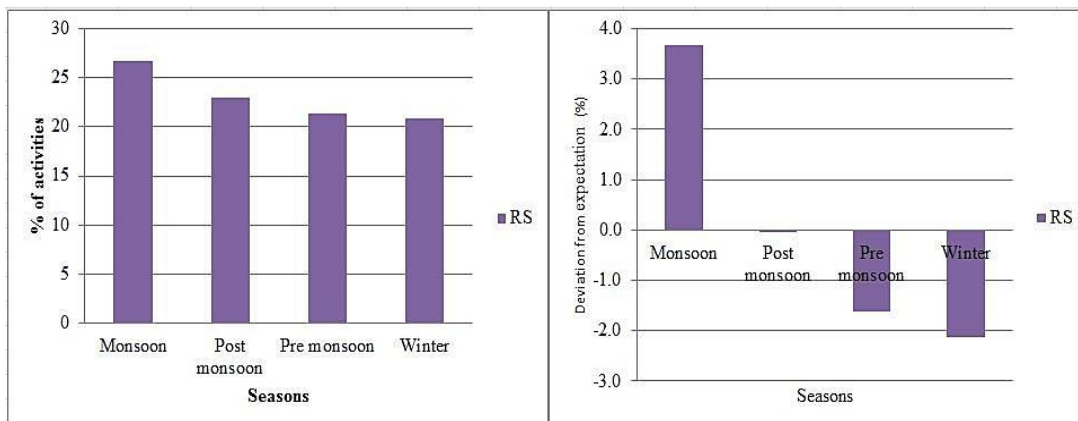 30
25
20
15
10
5
0
% of activities
Monsoon
Post
monsoon
Pre monsoon
Winter
Seasons
RS
4.0
3.0
2.0
1.0
0.0
-1.0
-2.0
-3.0
Deviation from expectation (%)
Monsoon
Post
monsoon
Pre
monsoon
Winter
Seasons
RS